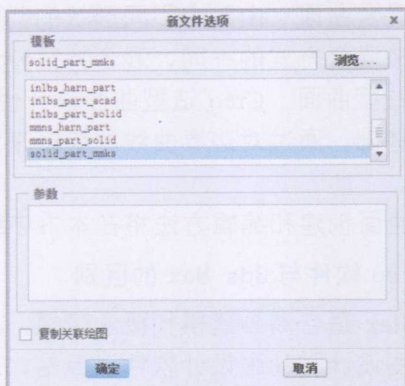 新文件选项
模板
solid_part_mmks
浏览...
inlbs_harn_part
inlbs_part_ecad
inlbs_part_solid
mmns_harn_part
mmns_part_solid
solid_part_mmks
参数
复制关联绘图
确定
取消